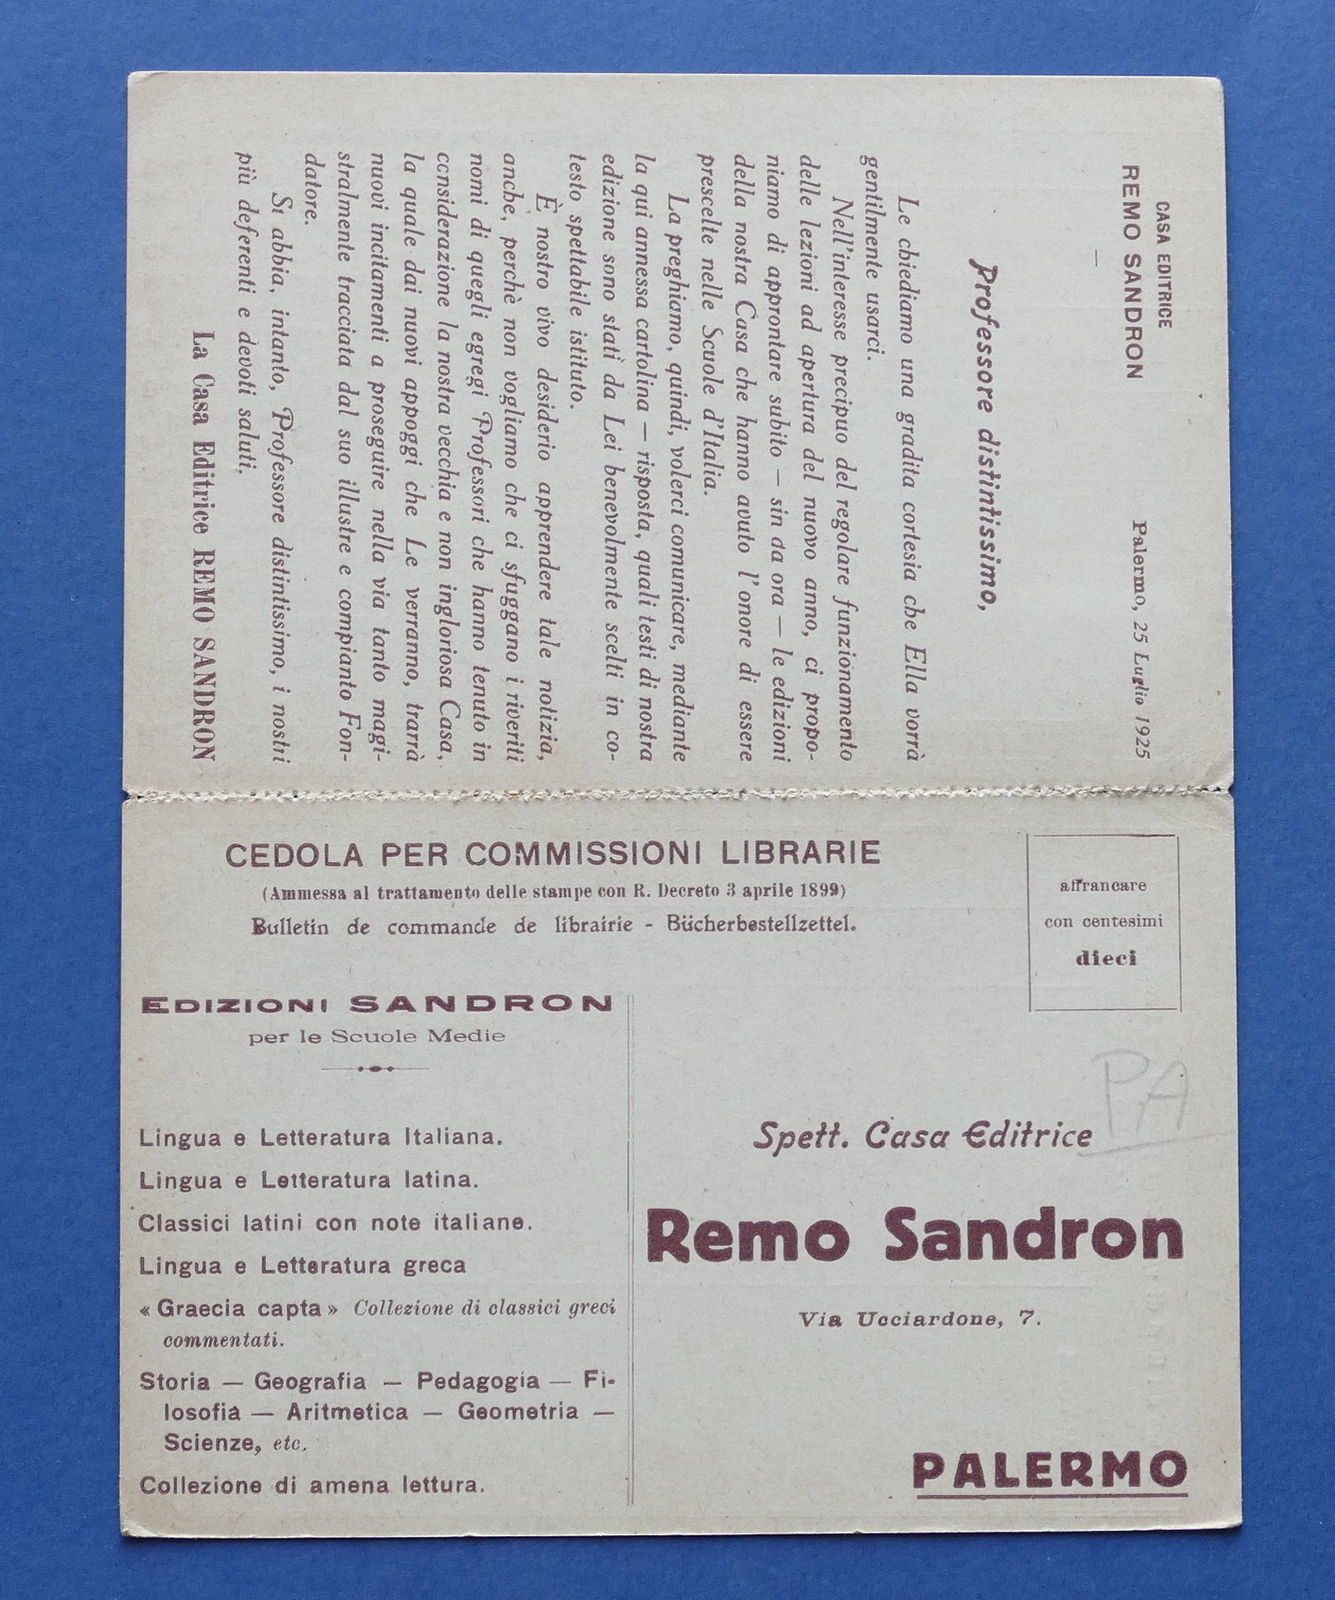 CASA EDITRICE
REMO SANDRON
—
Palermo, 25 Luglio 1925
Professore distintissimo,
Le chiediamo una gradita cortesia che Ella vorrà
gentilmente usarci.
Nell'interesse precipuo del regolare funzionamento
delle lezioni ad apertura del nuovo anno, ci propo-
niamo di approntare subito — sin da ora — le edizioni
della nostra Casa che hanno avuto l'onore di essere
prescelte nelle Scuole d'Italia.
La preghiamo, quindi, volerci comunicare, mediante
la qui annessa cartolina — risposta, quali testi di nostra
edizione sono stati da Lei benevolmente scelti in co-
testo spettabile istituto.
È nostro vivo desiderio apprendere tale notizia,
anche, perchè non vogliamo che ci sfuggano i riveriti
nomi di quegli egregi Professori che hanno tenuto in
considerazione la nostra vecchia e non ingloriosa Casa,
la quale dai nuovi appoggi che Le verranno, trarrà
nuovi incitamenti a proseguire nella via tanto magi-
stralmente tracciata dal suo illustre e compianto Fon-
datore.
Si abbia, intanto, Professore distintissimo, i nostri
più deferenti e devoti saluti.
La Casa Editrice REMO SANDRON
CEDOLA PER COMMISSIONI LIBRARIE
(Ammessa al trattamento delle stampe con R. Decreto 3 aprile 1899)
Bulletin de commande de librairie - Bücherbestellzettel.
affrancare
con centesimi
dieci
EDIZIONI SANDRON
per le Scuole Medie
Lingua e Letteratura Italiana.
Lingua e Letteratura latina.
Classici latini con note italiane.
Lingua e Letteratura greca
« Graecia capta » Collezione di classici greci
commentati.
Storia — Geografia — Pedagogia — Fi-
losofia — Aritmetica — Geometria —
Scienze, etc.
Collezione di amena lettura.
PA
Spett. Casa Editrice
Remo Sandron
Via Ucciardone, 7.
PALERMO